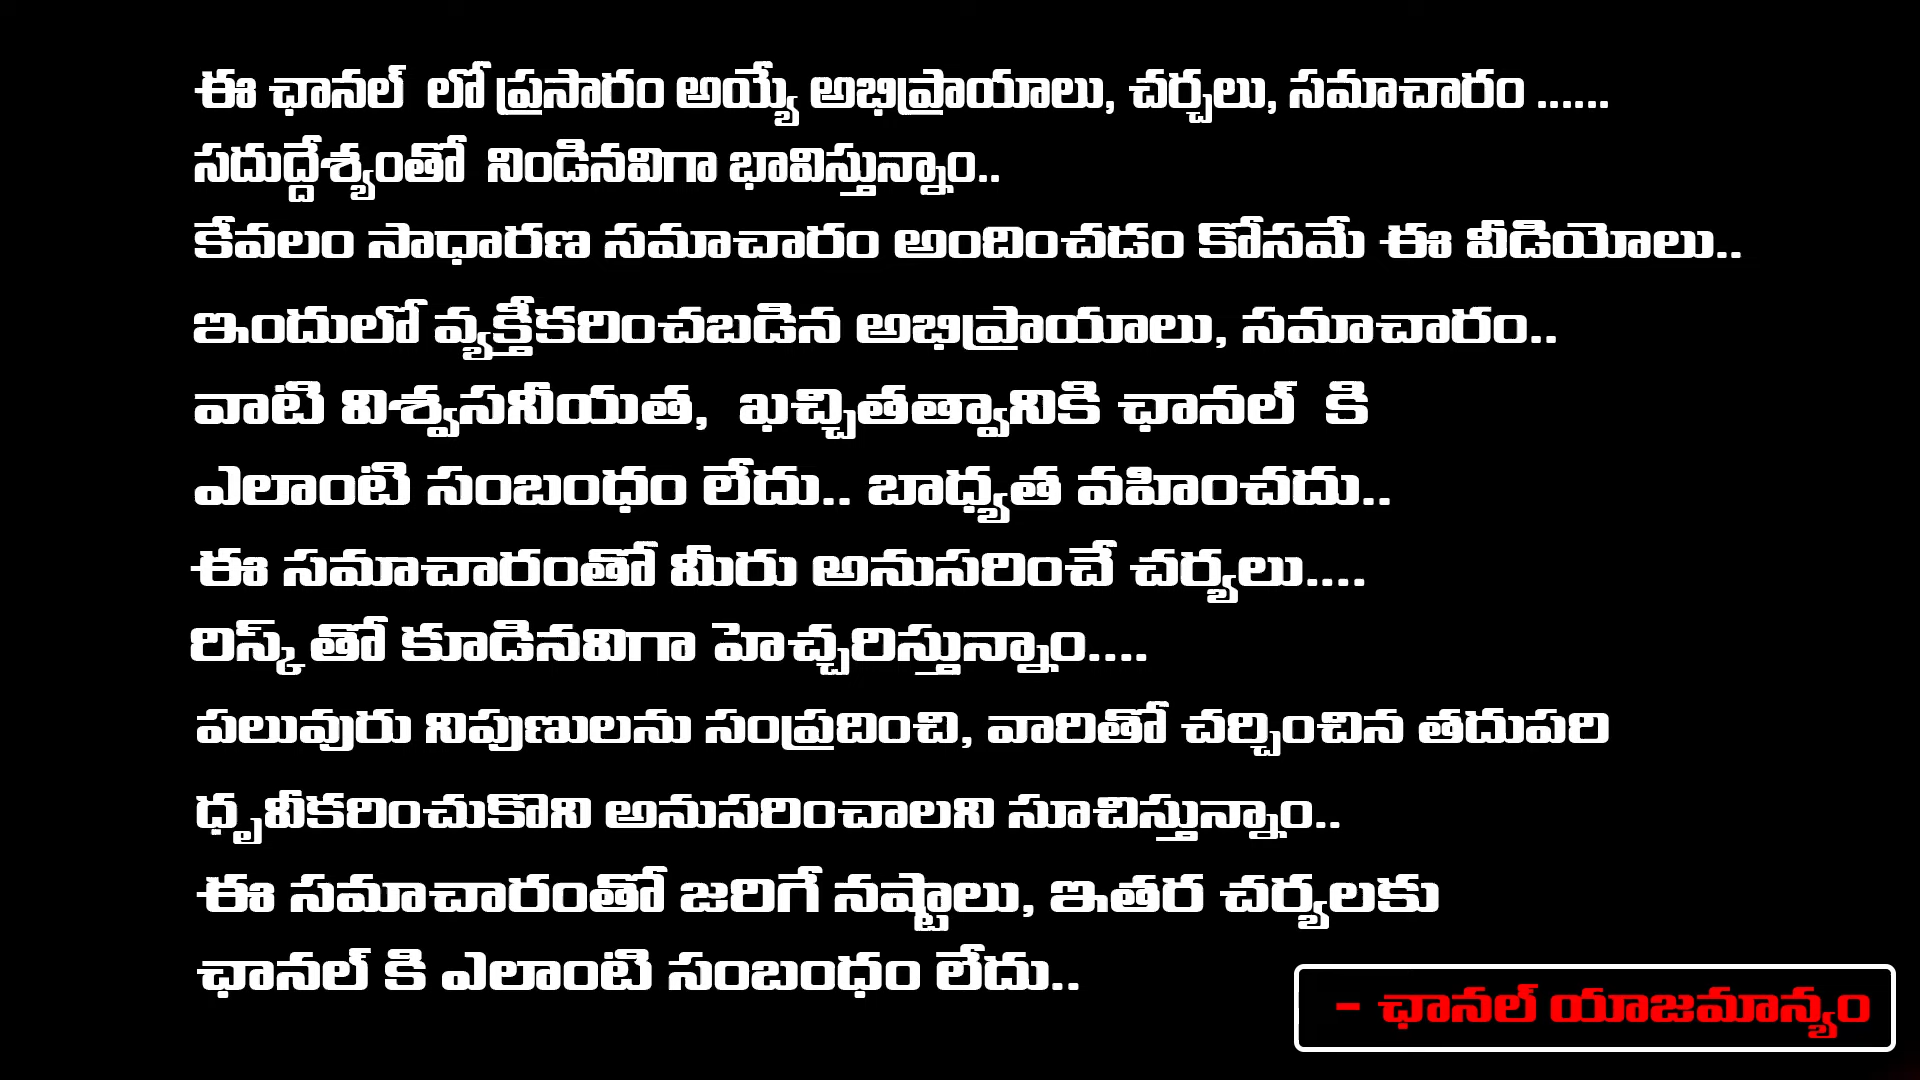 ఈ ఛానల్ లో ప్రసారం అయ్యే అభిప్రాయాలు, చర్చలు, సమాచారం ......
సదుద్దేశ్యంతో నిండినవిగా భావిస్తున్నాం..
కేవలం సాధారణ సమాచారం అందించడం కోసమే ఈ వీడియోలు..
ఇందులో వ్యక్తీకరించబడిన అభిప్రాయాలు, సమాచారం..
వాటి విశ్వసనీయత, ఖచ్చితత్వానికి ఛానల్ కి
ఎలాంటి సంబంధం లేదు.. బాధ్యత వహించదు..
ఈ సమాచారంతో మీరు అనుసరించే చర్యలు....
రిస్క్ తో కూడినవిగా హెచ్చరిస్తున్నాం....
పలువురు నిపుణులను సంప్రదించి, వారితో చర్చించిన తదుపరి
ధృవీకరించుకొని అనుసరించాలని సూచిస్తున్నాం..
ఈ సమాచారంతో జరిగే నష్టాలు, ఇతర చర్యలకు
ఛానల్ కి ఎలాంటి సంబంధం లేదు..
- ఛానల్ యాజమాన్యం